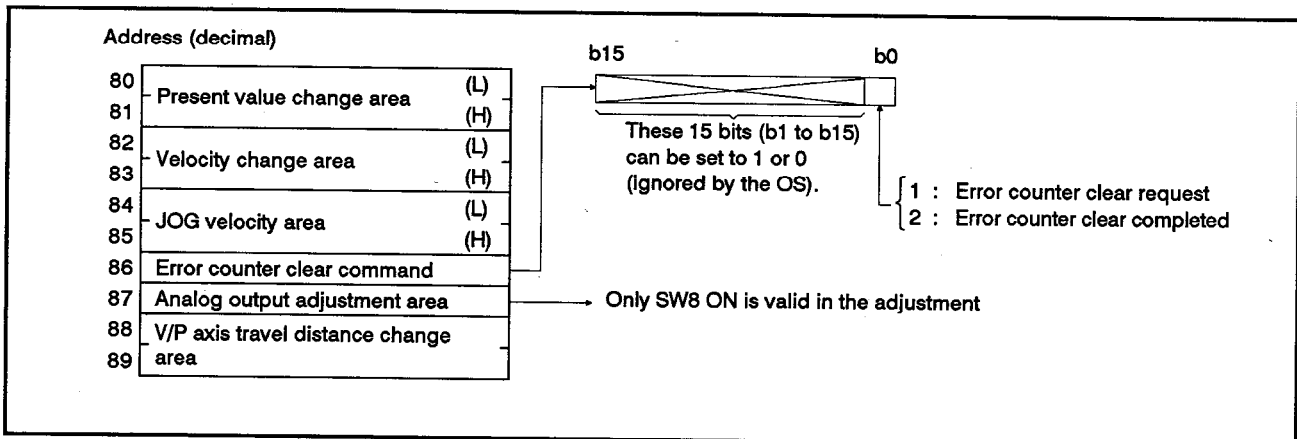 Address (decimal)
80
Present value change area (L)
81 (H)
82
Velocity change area (L)
83 (H)
84
JOG velocity area (L)
85 (H)
86 Error counter clear command
87 Analog output adjustment area
88 V/P axis travel distance change
89 area
b15 b0
These 15 bits (b1 to b15)
can be set to 1 or 0
(ignored by the OS).
1 : Error counter clear request
2 : Error counter clear completed
Only SW8 ON is valid in the adjustment